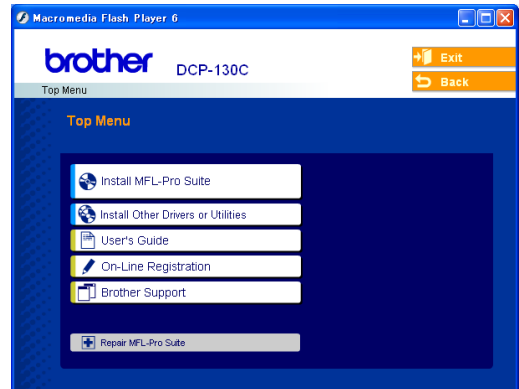 Macromedia Flash Player 6
brother DCP-130C
Exit
Back
Top Menu
Top Menu
Install MFL-Pro Suite
Install Other Drivers or Utilities
User's Guide
On-Line Registration
Brother Support
Repair MFL-Pro Suite